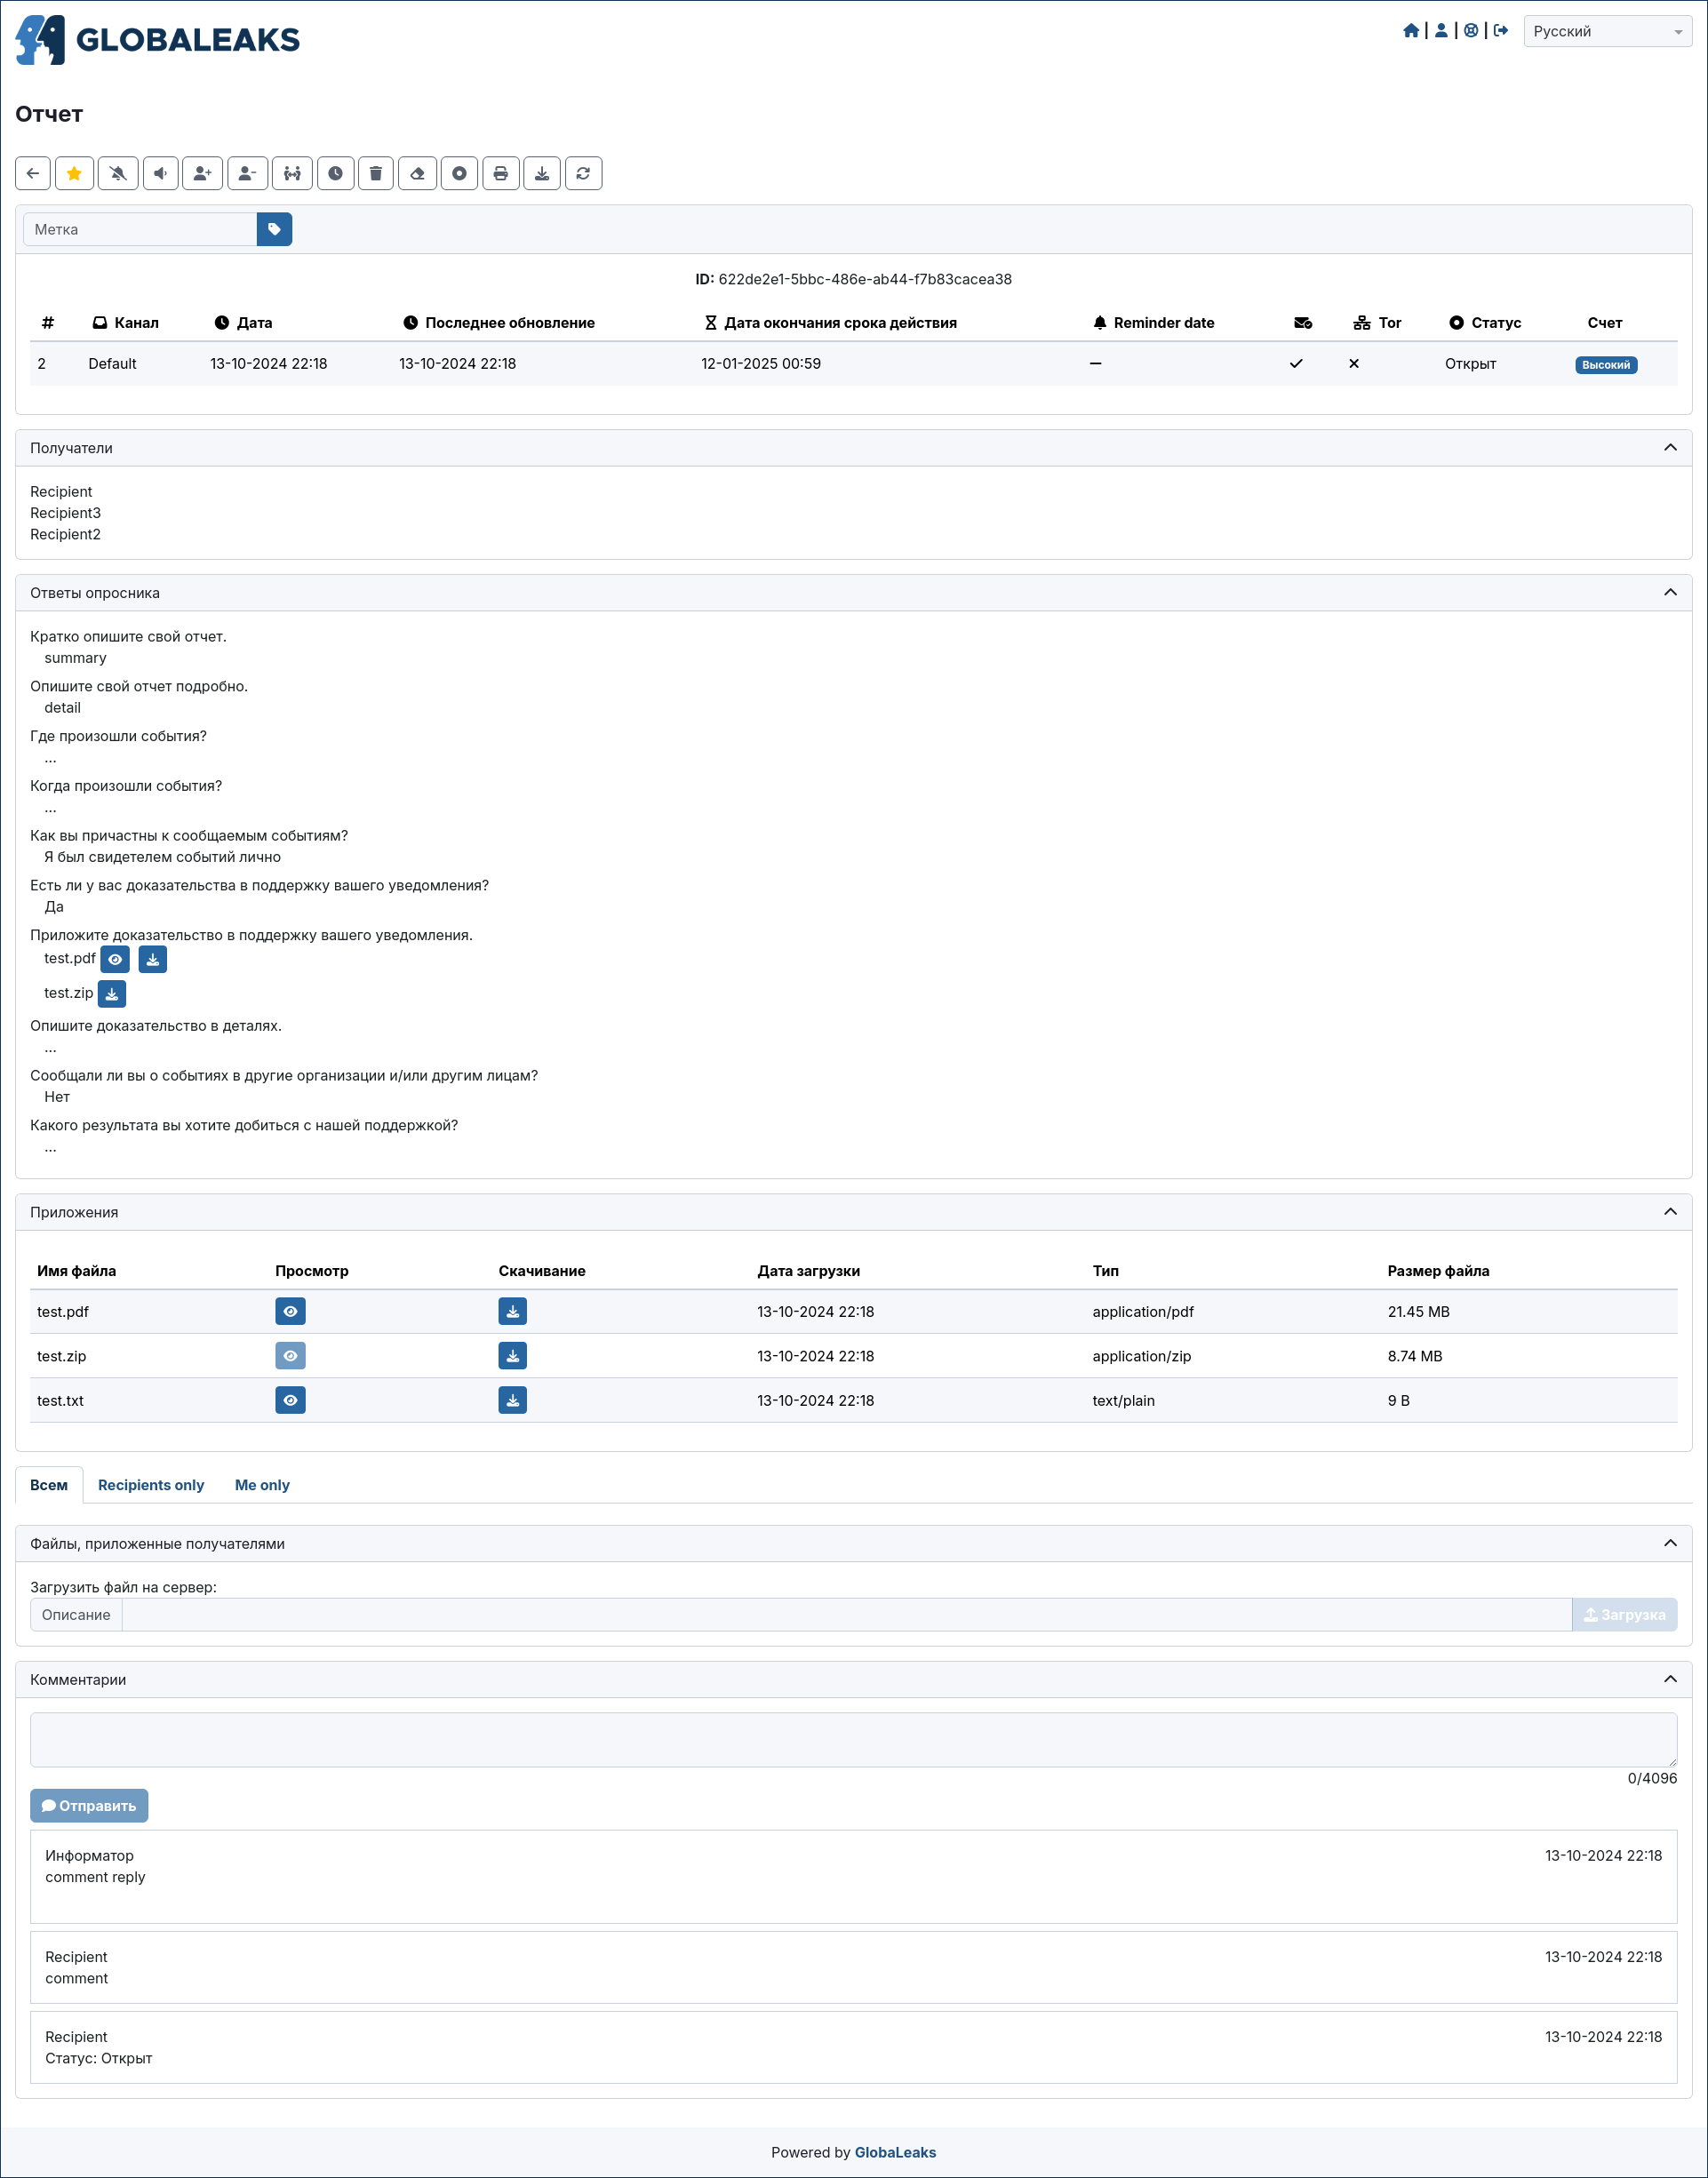 GLOBALEAKS
Русский
Отчет
Метка
ID: 622de2e1-5bbc-486e-ab44-f7b83cacea38
# Канал Дата Последнее обновление Дата окончания срока действия Reminder date Tor Статус Счет
2 Default 13-10-2024 22:18 13-10-2024 22:18 12-01-2025 00:59 Открыт Высокий
Получатели
Recipient
Recipient3
Recipient2
Ответы опросника
Кратко опишите свой отчет.
summary
Опишите свой отчет подробно.
detail
Где произошли события?
...
Когда произошли события?
...
Как вы причастны к сообщаемым событиям?
Я был свидетелем событий лично
Есть ли у вас доказательства в поддержку вашего уведомления?
Да
Приложите доказательство в поддержку вашего уведомления.
test.pdf
test.zip
Опишите доказательство в деталях.
...
Сообщали ли вы о событиях в другие организации и/или другим лицам?
Нет
Какого результата вы хотите добиться с нашей поддержкой?
...
Приложения
Имя файла Просмотр Скачивание Дата загрузки Тип Размер файла
test.pdf 13-10-2024 22:18 application/pdf 21.45 MB
test.zip 13-10-2024 22:18 application/zip 8.74 MB
test.txt 13-10-2024 22:18 text/plain 9 B
Всем Recipients only Me only
Файлы, приложенные получателями
Загрузить файл на сервер:
Описание Загрузка
Комментарии
0/4096
Отправить
Информатор 13-10-2024 22:18
comment reply
Recipient 13-10-2024 22:18
comment
Recipient 13-10-2024 22:18
Статус: Открыт
Powered by GlobaLeaks